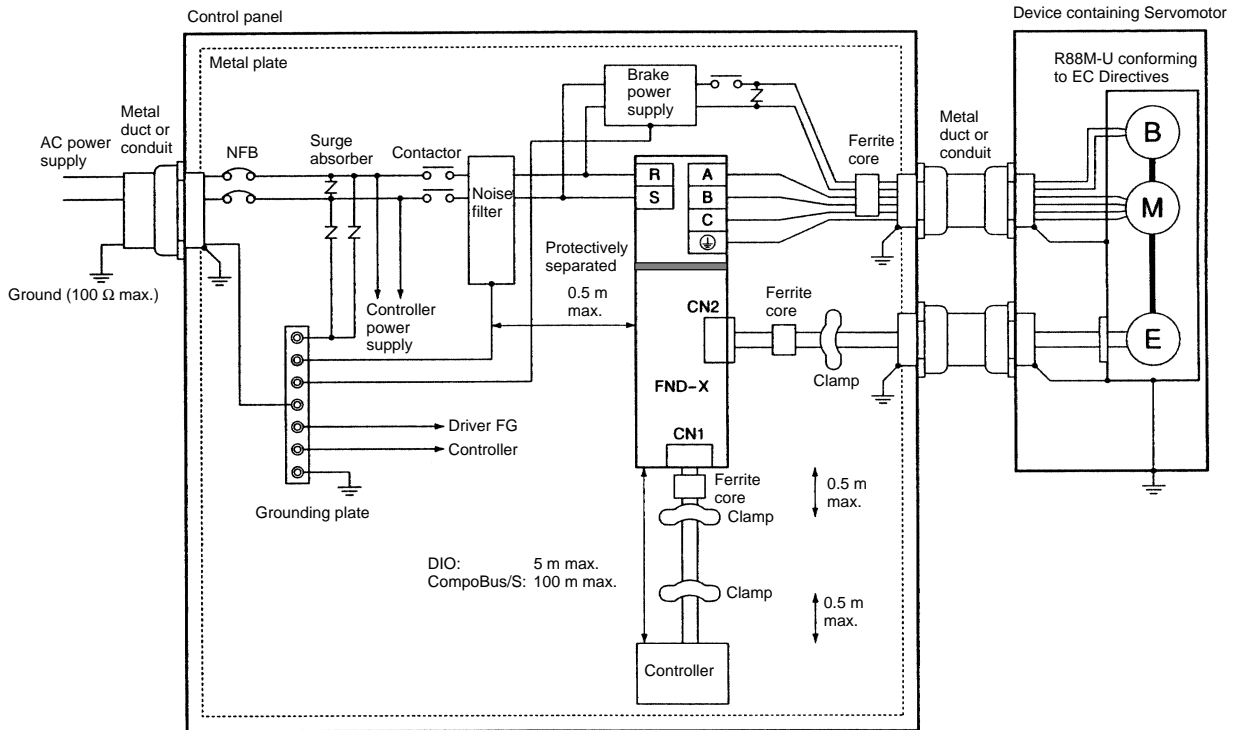 Control panel
Device containing Servomotor
Metal plate
R88M-U conforming
to EC Directives
Brake
power
supply
Metal
duct or
conduit
AC power
supply
NFB
Surge
absorber
Contactor
Noise
filter
Ferrite
core
Metal
duct or
conduit
R
S
A
B
C
B
M
E
Ground (100 Ω max.)
Protectively
separated
0.5 m
max.
Controller
power
supply
CN2
Ferrite
core
Clamp
FND-X
Driver FG
Controller
CN1
Grounding plate
Ferrite
core
Clamp
0.5 m
max.
DIO: 5 m max.
CompoBus/S: 100 m max.
Clamp
0.5 m
max.
Controller